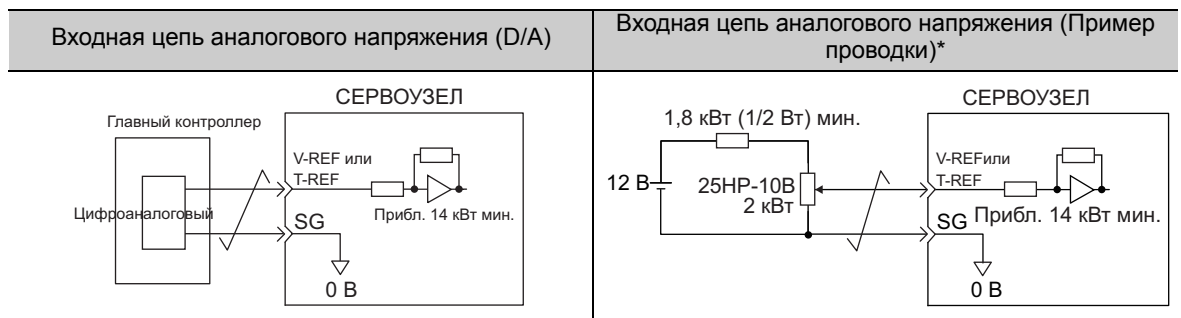 Входная цепь аналогового напряжения (D/A)
Входная цепь аналогового напряжения (Пример
проводки)*
СЕРВОУЗЕЛ
Главный контроллер
V-REF или
T-REF
Цифроаналоговый
Прибл. 14 кВт мин.
SG
0 В
СЕРВОУЗЕЛ
1,8 кВт (1/2 Вт) мин.
V-REFили
12 В
25HP-10B
T-REF
2 кВт
Прибл. 14 кВт мин.
SG
0 В